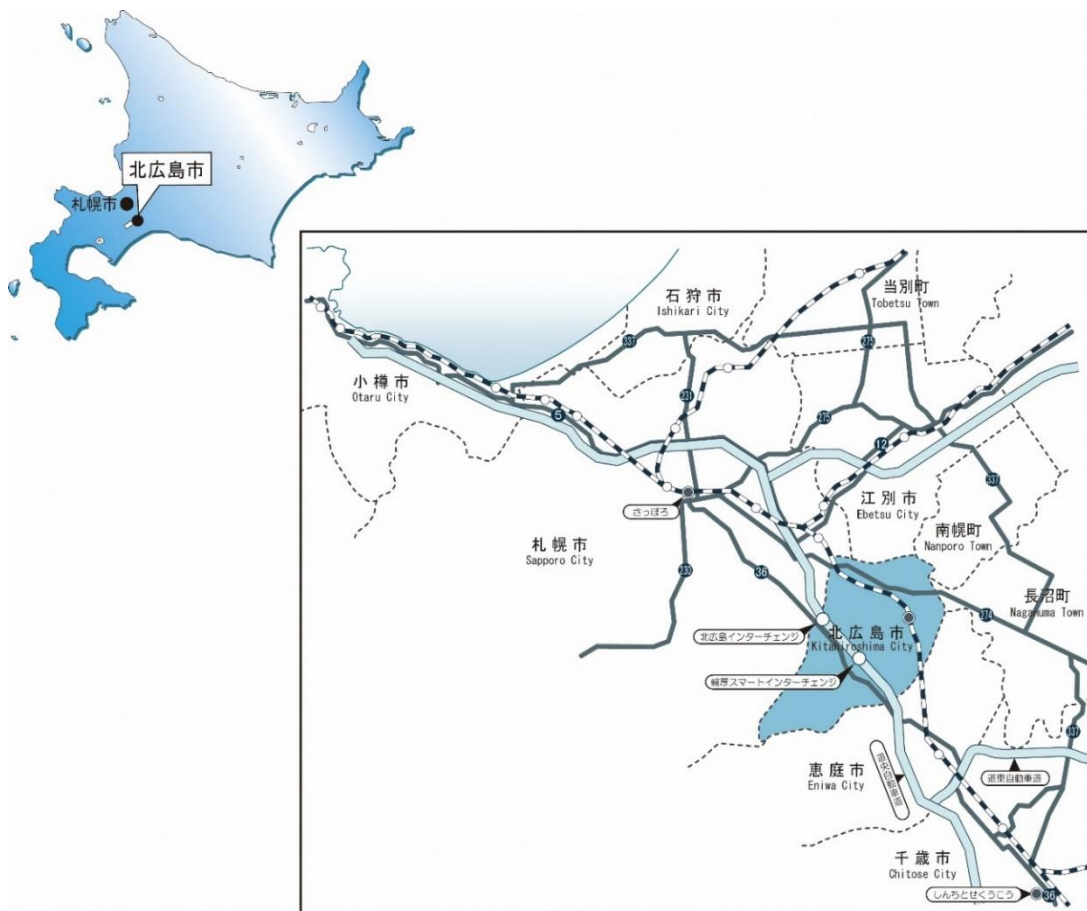 北広島市
札幌市
石狩市
Ishikari City
当別町
Tobetsu Town
337
275
小樽市
Otaru City
231
5
275
12
江別市
Ebetsu City
337
さっぽろ
南幌町
Nanporo Town
札幌市
Sapporo City
230
36
長沼町
Naganuma Town
274
北広島インターチェンジ
北広島市
Kitahiroshima City
輪厚スマートインターチェンジ
337
恵庭市
Eniwa City
道央自動車道
道東自動車道
千歳市
Chitose City
しんちとせくうこう
36